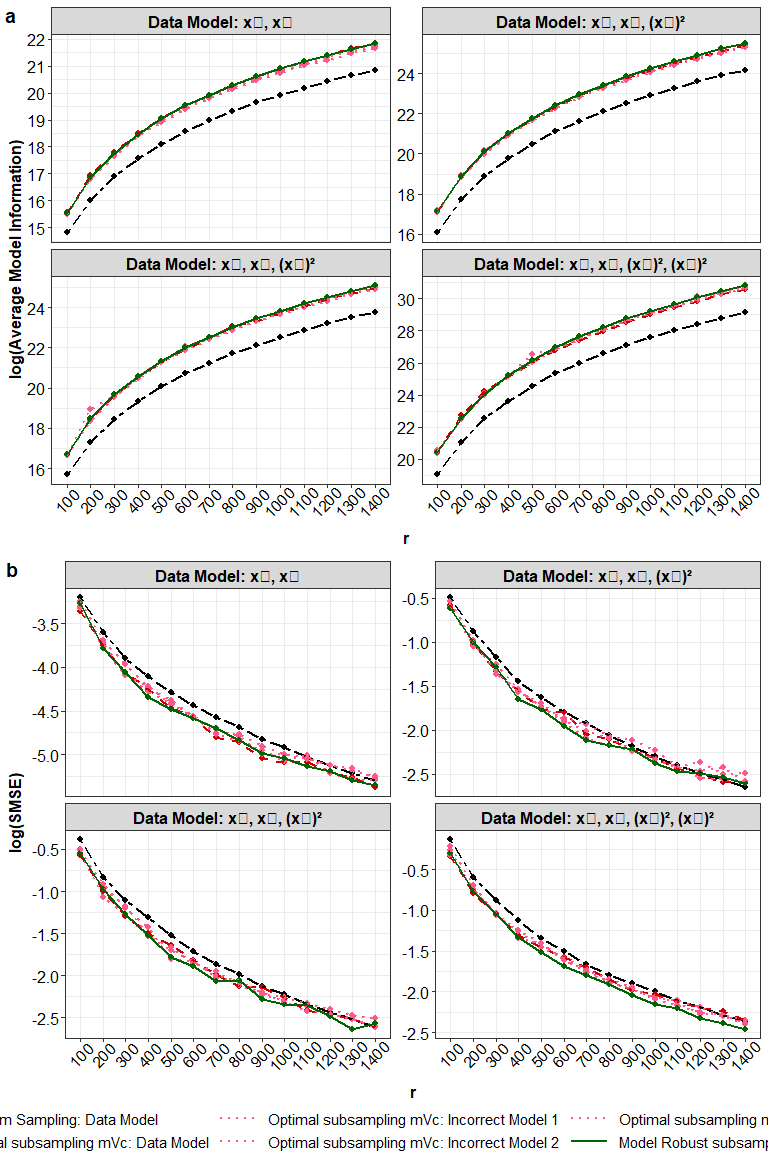 a
Data Model: x▯, x▯
Data Model: x▯, x▯, (x▯)²
22
21
20
19
18
17
16
15
24
22
20
18
16
Data Model: x▯, x▯, (x▯)²
Data Model: x▯, x▯, (x▯)², (x▯)²
24
22
20
18
16
30
28
26
24
22
20
log(Average Model Information)
100 200 300 400 500 600 700 800 900 1000 1100 1200 1300 1400
100 200 300 400 500 600 700 800 900 1000 1100 1200 1300 1400
r
b
Data Model: x▯, x▯
Data Model: x▯, x▯, (x▯)²
-3.5
-4.0
-4.5
-5.0
-0.5
-1.0
-1.5
-2.0
-2.5
Data Model: x▯, x▯, (x▯)²
Data Model: x▯, x▯, (x▯)², (x▯)²
-0.5
-1.0
-1.5
-2.0
-2.5
-0.5
-1.0
-1.5
-2.0
-2.5
log(SMSE)
100 200 300 400 500 600 700 800 900 1000 1100 1200 1300 1400
100 200 300 400 500 600 700 800 900 1000 1100 1200 1300 1400
r
m Sampling: Data Model
Optimal subsampling mVc: Incorrect Model 1
Optimal subsampling m
al subsampling mVc: Data Model
Optimal subsampling mVc: Incorrect Model 2
Model Robust subsamp